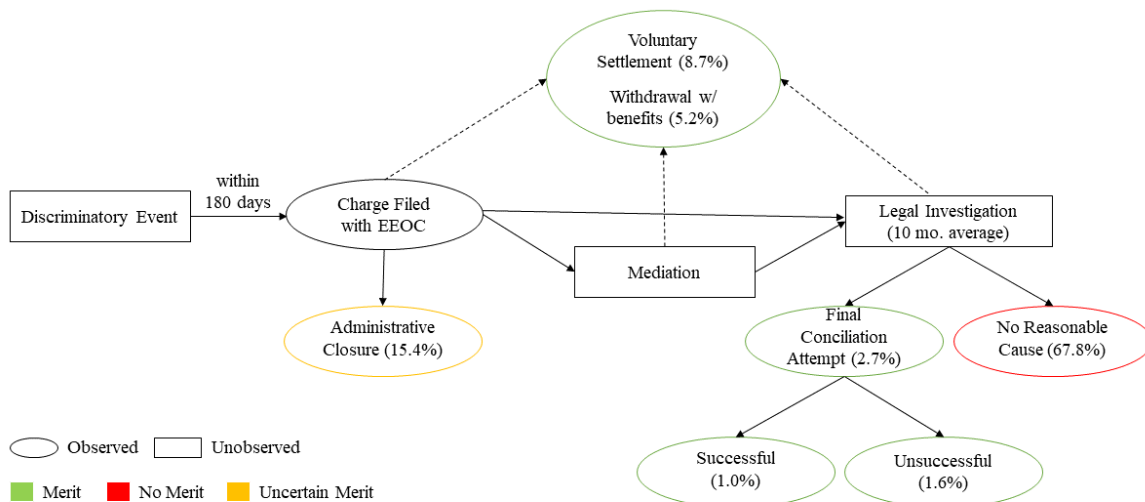 Voluntary
Settlement (8.7%)
Withdrawal w/
benefits (5.2%)
within
180 days
Discriminatory Event
Charge Filed
with EEOC
Legal Investigation
(10 mo. average)
Mediation
Administrative
Closure (15.4%)
Final
Conciliation
Attempt (2.7%)
No Reasonable
Cause (67.8%)
Observed
Unobserved
Successful
(1.0%)
Unsuccessful
(1.6%)
Merit
No Merit
Uncertain Merit